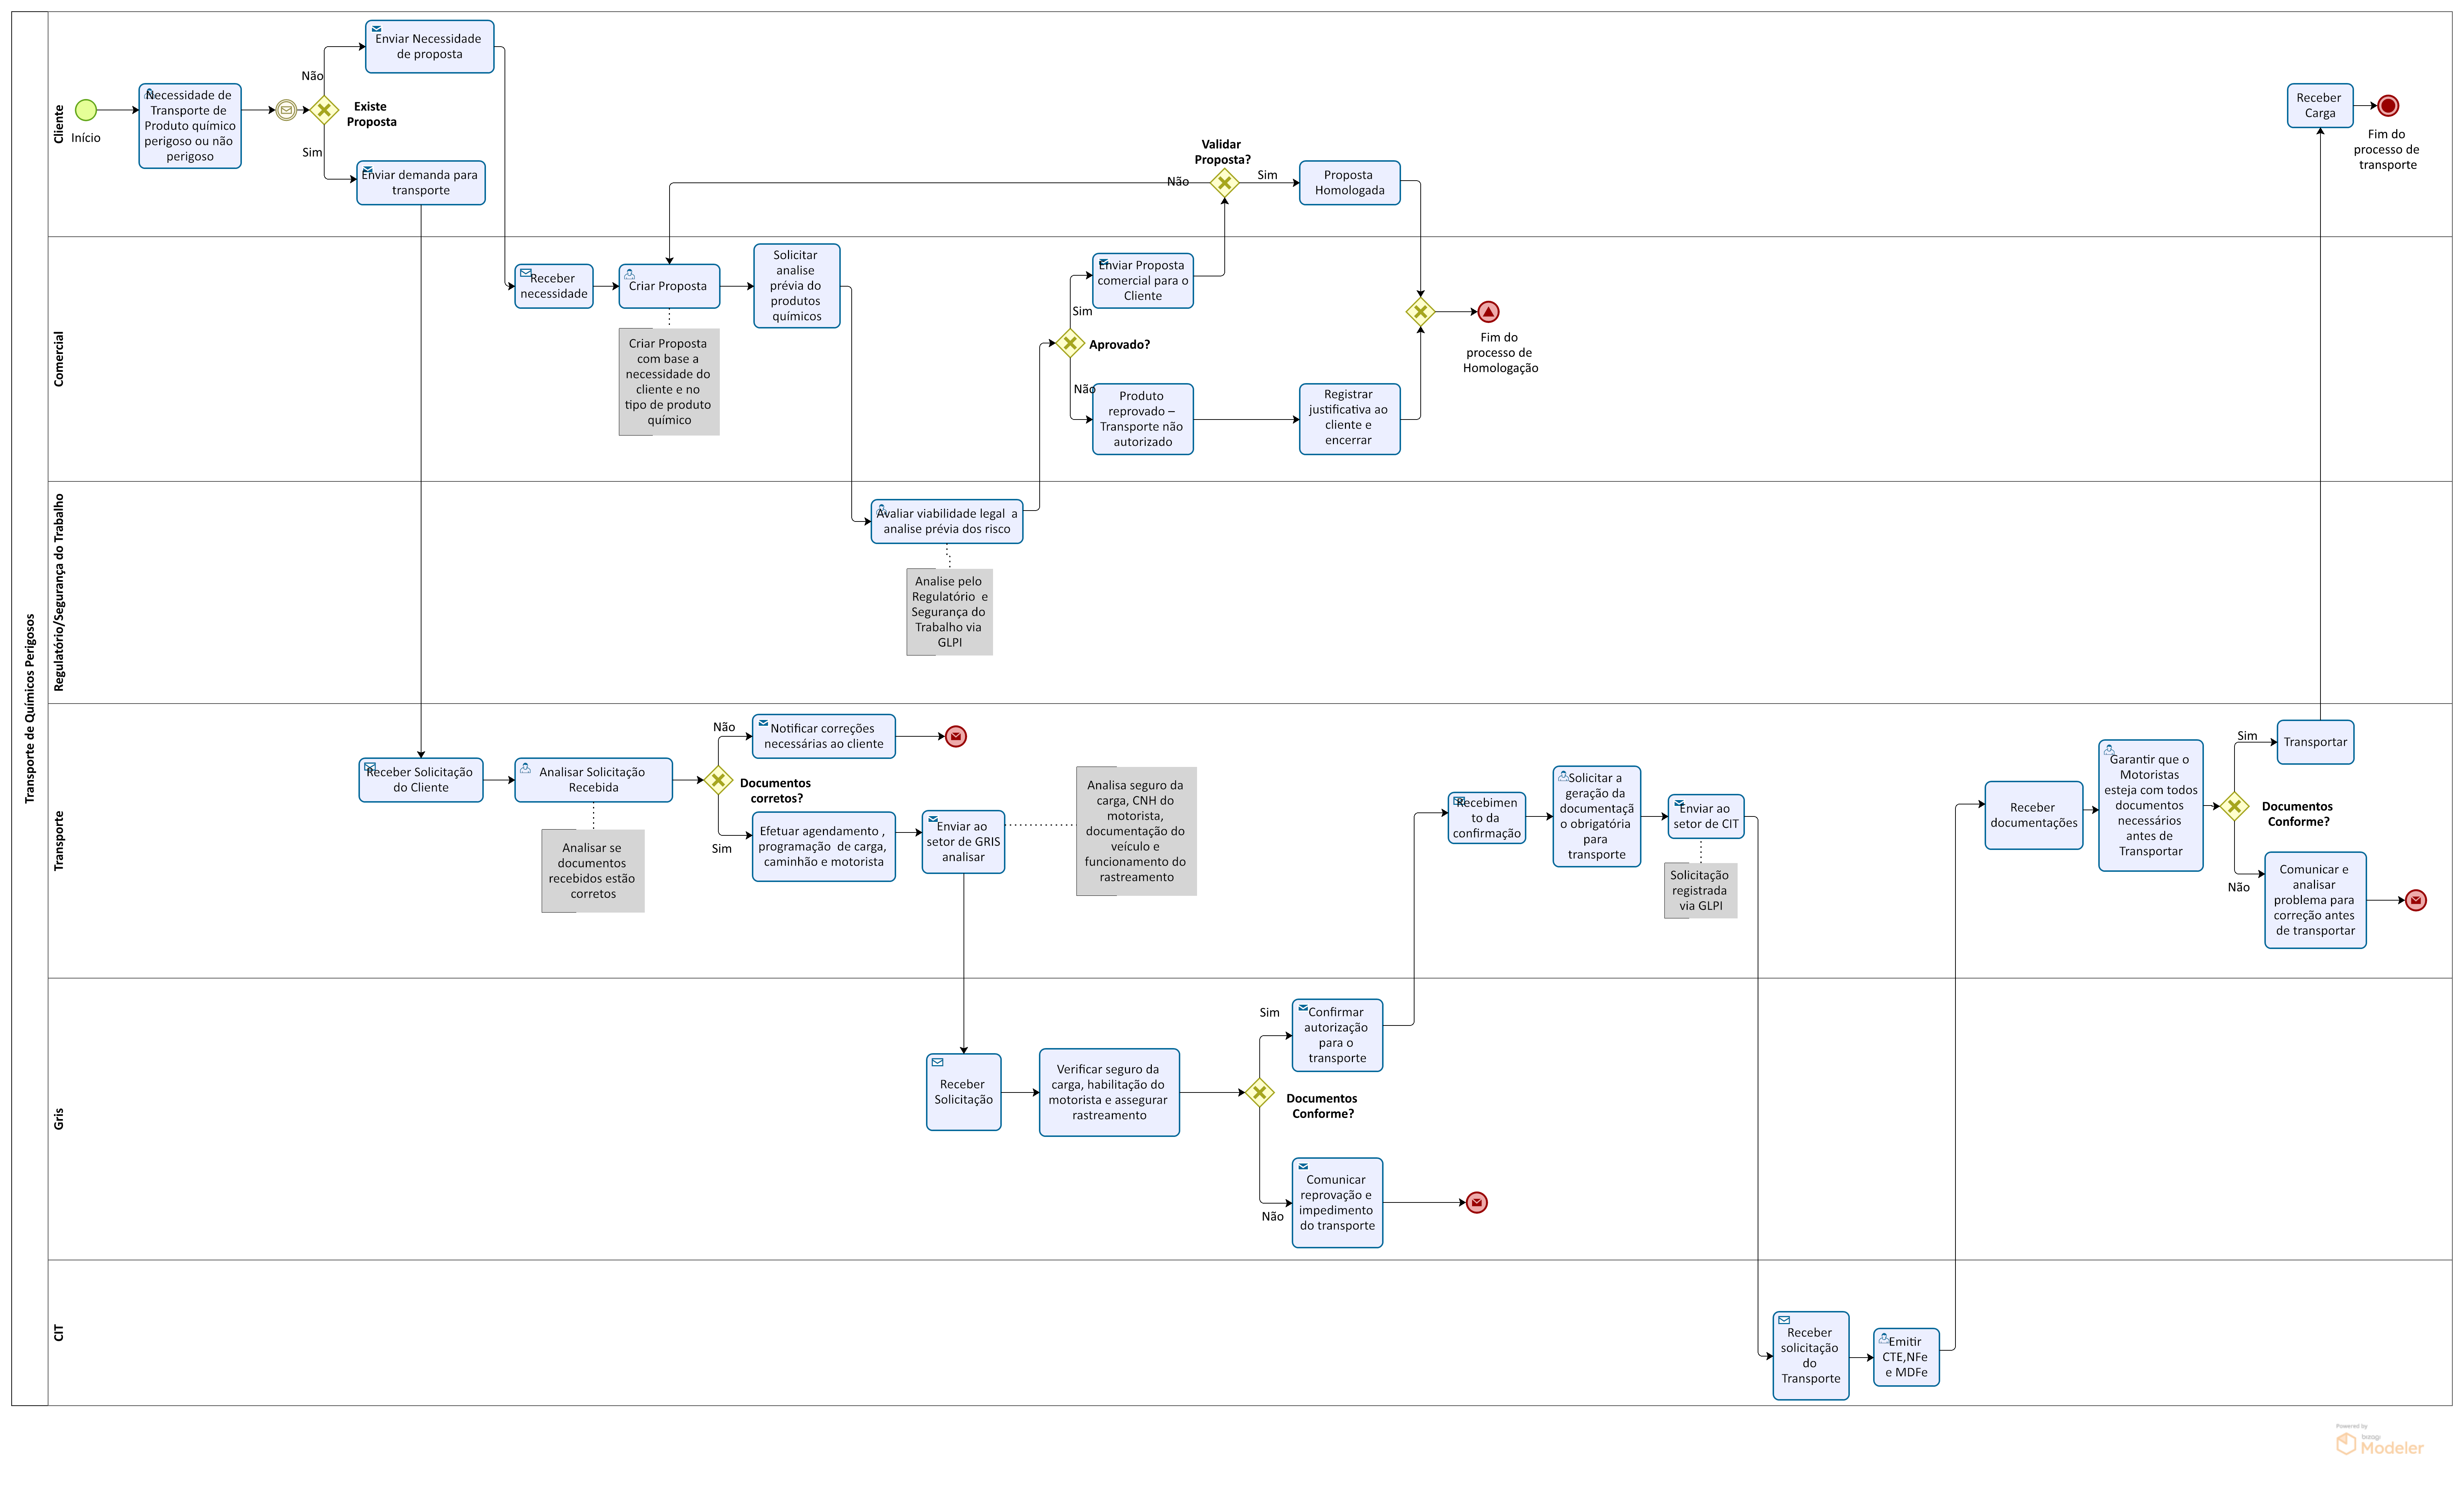 Transporte de Químicos Perigosos
Cliente
Início
Necessidade de
Transporte de
Produto químico
perigoso ou não
perigoso
Existe
Proposta
Não
Sim
Enviar Necessidade
de proposta
Enviar demanda para
transporte
Validar
Proposta?
Não
Sim
Proposta
Homologada
Receber
Carga
Fim do
processo de
transporte
Comercial
Receber
necessidade
Criar Proposta
Criar Proposta
com base a
necessidade do
cliente e no
tipo de produto
químico
Solicitar
analise
prévia do
produtos
químicos
Aprovado?
Sim
Não
Enviar Proposta
comercial para o
Cliente
Produto
reprovado –
Transporte não
autorizado
Registrar
justificativa ao
cliente e
encerrar
Fim do
processo de
Homologação
Regulatório/Segurança do Trabalho
Avaliar viabilidade legal a
analise prévia dos risco
Analise pelo
Regulatório e
Segurança do
Trabalho via
GLPI
Transporte
Receber Solicitação
do Cliente
Analisar Solicitação
Recebida
Analisar se
documentos
recebidos estão
corretos
Documentos
corretos?
Não
Sim
Notificar correções
necessárias ao cliente
Efetuar agendamento ,
programação de carga,
caminhão e motorista
Enviar ao
setor de GRIS
analisar
Analisa seguro da
carga, CNH do
motorista,
documentação do
veículo e
funcionamento do
rastreamento
Recebimen
to da
confirmação
Solicitar a
geração da
documentaçã
o obrigatória
para
transporte
Enviar ao
setor de CIT
Solicitação
registrada
via GLPI
Receber
documentações
Garantir que o
Motoristas
esteja com todos
documentos
necessários
antes de
Transportar
Documentos
Conforme?
Sim
Não
Transportar
Comunicar e
analisar
problema para
correção antes
de transportar
Gris
Receber
Solicitação
Verificar seguro da
carga, habilitação do
motorista e assegurar
rastreamento
Documentos
Conforme?
Sim
Não
Confirmar
autorização
para o
transporte
Comunicar
reprovação e
impedimento
do transporte
CIT
Receber
solicitação
do
Transporte
Emitir
CTE,NFe
e MDFe
Powered by
bizagi
Modeler